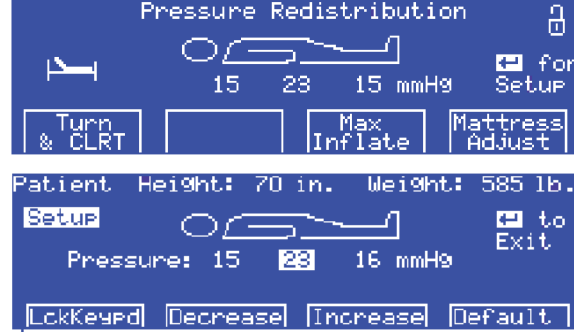 Pressure Redistribution
15 23 15 mmHg
↵ for
Setup
Turn
& CLRT
Max
Inflate
Mattress
Adjust
Patient Height: 70 in. Weight: 585 lb.
Setup
↵ to
Exit
Pressure: 15 23 16 mmHg
LckKeypd Decrease Increase Default